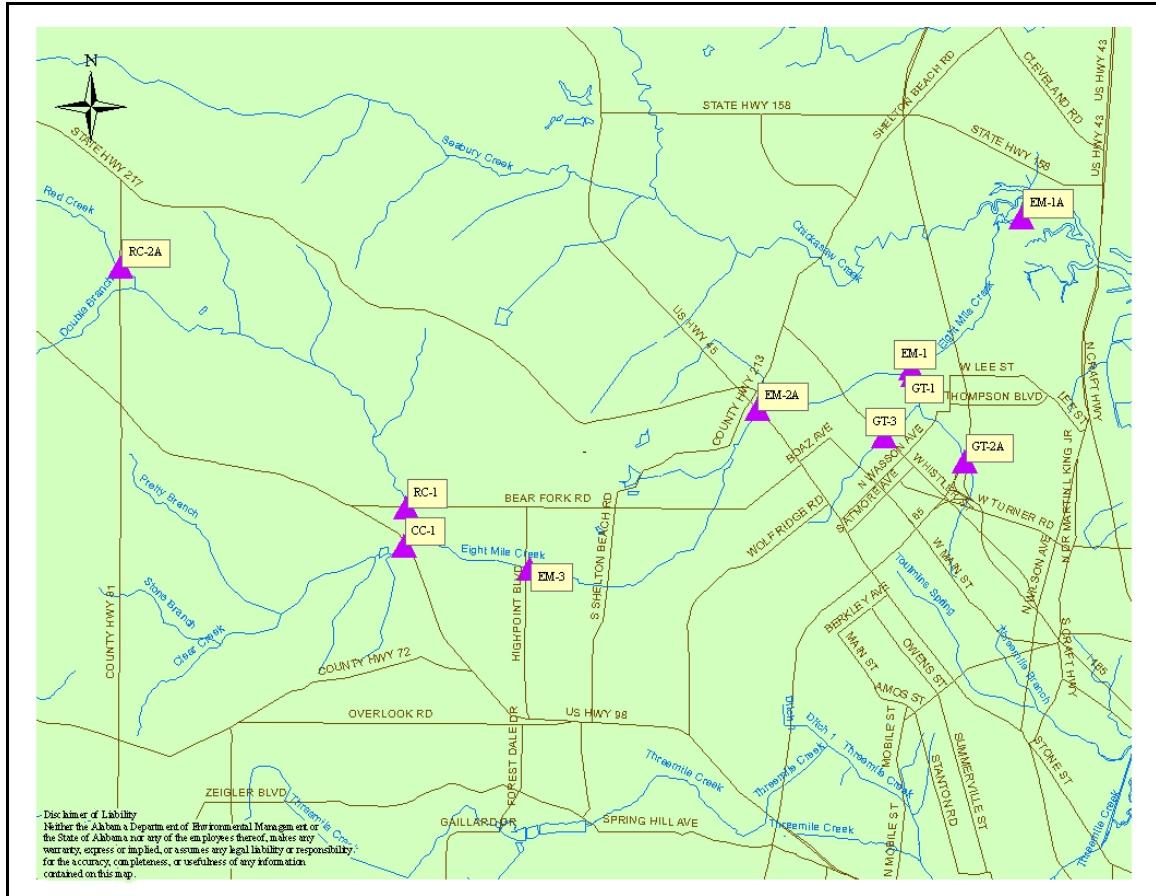 N
STATE HWY 217
Red Creek
RC-2A
Double Branch
COUNTY HWY 81
Seabury Creek
STATE HWY 158
SHELTON BEACH RD
CLEVELAND RD
US HWY 43
US HWY 43
STATE HWY 158
EM-1A
Chickasaw Creek
US HWY 45
COUNTY HWY 213
Eight Mile Creek
EM-1
GT-1
W LEE ST
THOMPSON BLVD
LEE ST
N CRAFT HWY
EM-2A
GT-3
GT-2A
BOAZ AVE
N WASSON AVE
S ATMORE AVE
WHISTLER ST
W TURNER RD
N DR MARTIN L KING JR
WOLF RIDGE RD
65
W MAIN ST
N WILSON AVE
Toulmins Spring
Threemile Branch
S CRAFT HWY
I 165
RC-1
CC-1
BEAR FORK RD
Eight Mile Creek
EM-3
HIGHPOINT BLVD
S SHELTON BEACH RD
Pretty Branch
Stone Branch
Clear Creek
COUNTY HWY 72
BERKLEY AVE
MAIN ST
OWENS ST
AMOS ST
OVERLOOK RD
US HWY 98
FOREST DALE DR
Ditch
Ditch 1
Threemile Creek
N MOBILE ST
N MOBILE ST
STANTON RD
SUMMERVILLE ST
STONE ST
ZEIGLER BLVD
Threemile Creek
Threemile Creek
Threemile Creek
GAILLARD DR
SPRING HILL AVE
Threemile Creek
Threemile Creek
Disclaimer of Liability
Neither the Alabama Department of Environmental Management or
the State of Alabama nor any of the employees thereof, makes any
warranty, express or implied, or assumes any legal liability or responsibility
for the accuracy, completeness, or usefulness of any information
contained on this map.